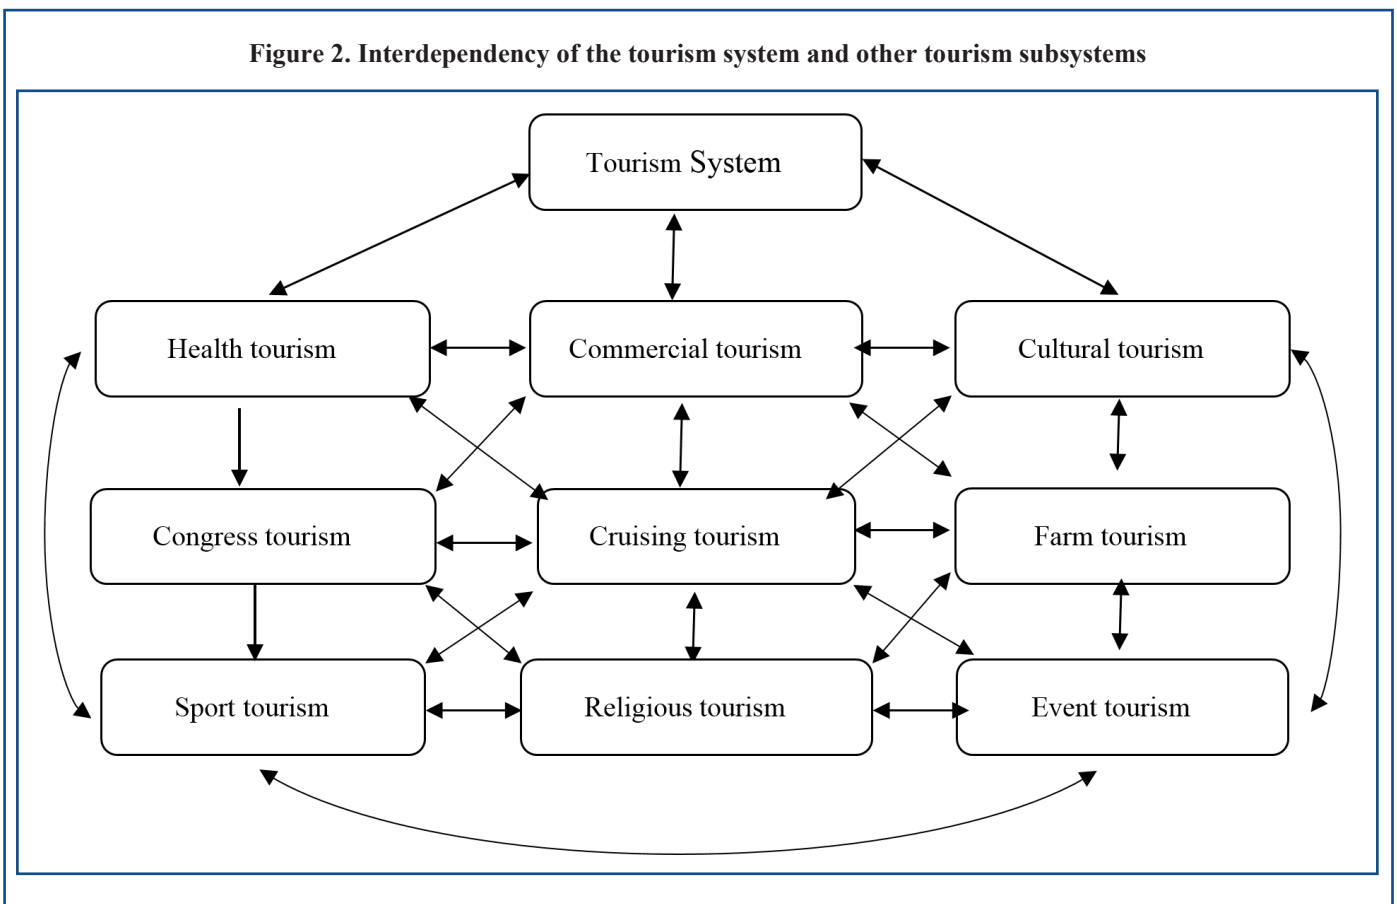 Figure 2. Interdependency of the tourism system and other tourism subsystems
Tourism System
Health tourism
Commercial tourism
Cultural tourism
Congress tourism
Cruising tourism
Farm tourism
Sport tourism
Religious tourism
Event tourism